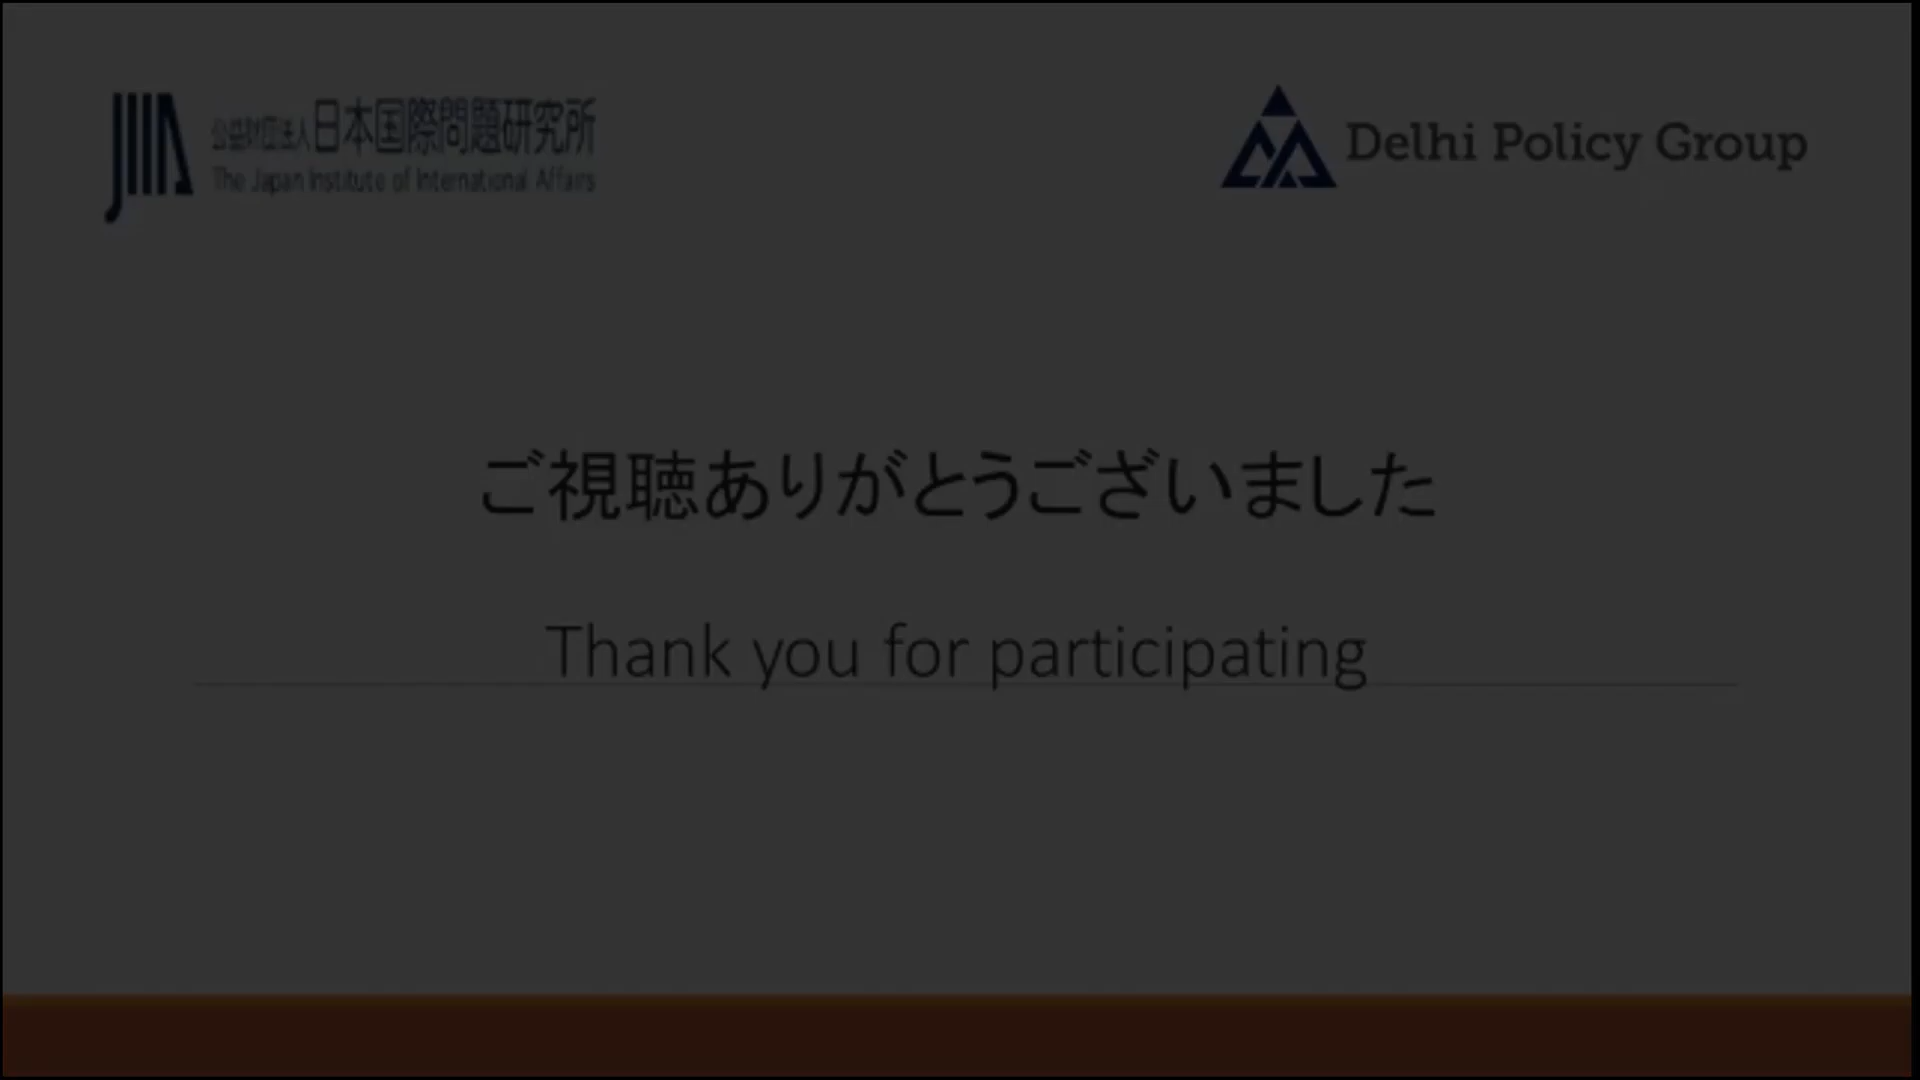 公益財団法人日本国際問題研究所
The Japan Institute of International Affairs
Delhi Policy Group
ご視聴ありがとうございました
Thank you for participating